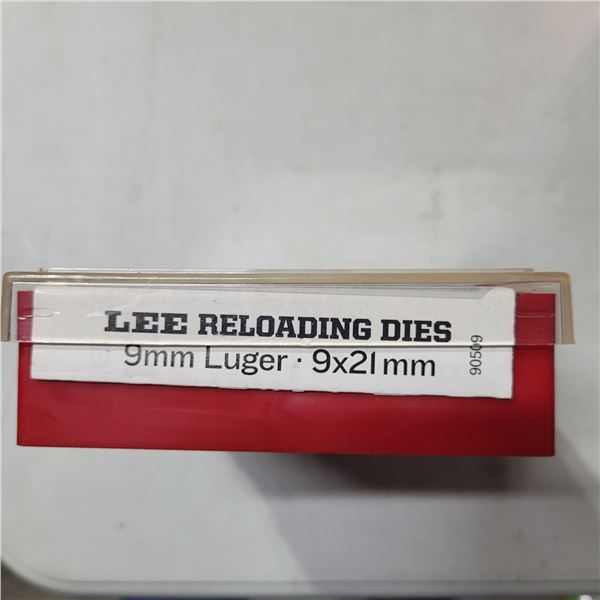 LEE RELOADING DIES
9mm Luger · 9x21mm
90509